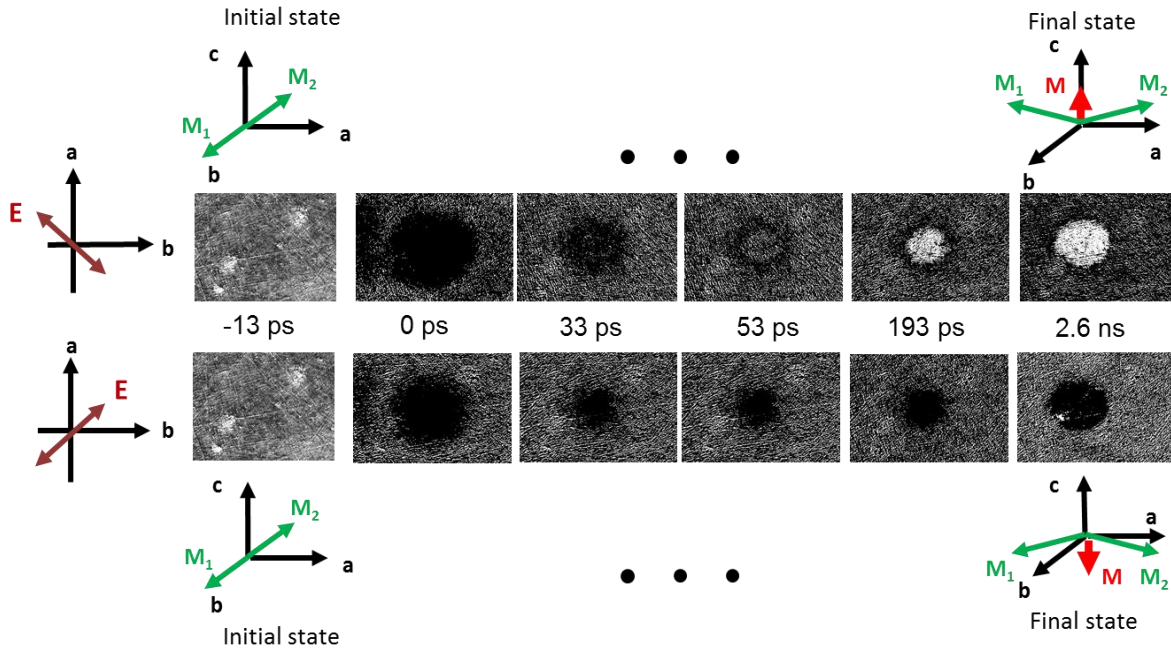 Initial state
Final state
c
c
M₂
M
M₁
M₂
M₁
a
a
b
b
a
E
b
-13 ps
0 ps
33 ps
53 ps
193 ps
2.6 ns
a
E
b
c
c
M₂
a
M₁
a
M₁
M
M₂
b
b
Initial state
Final state